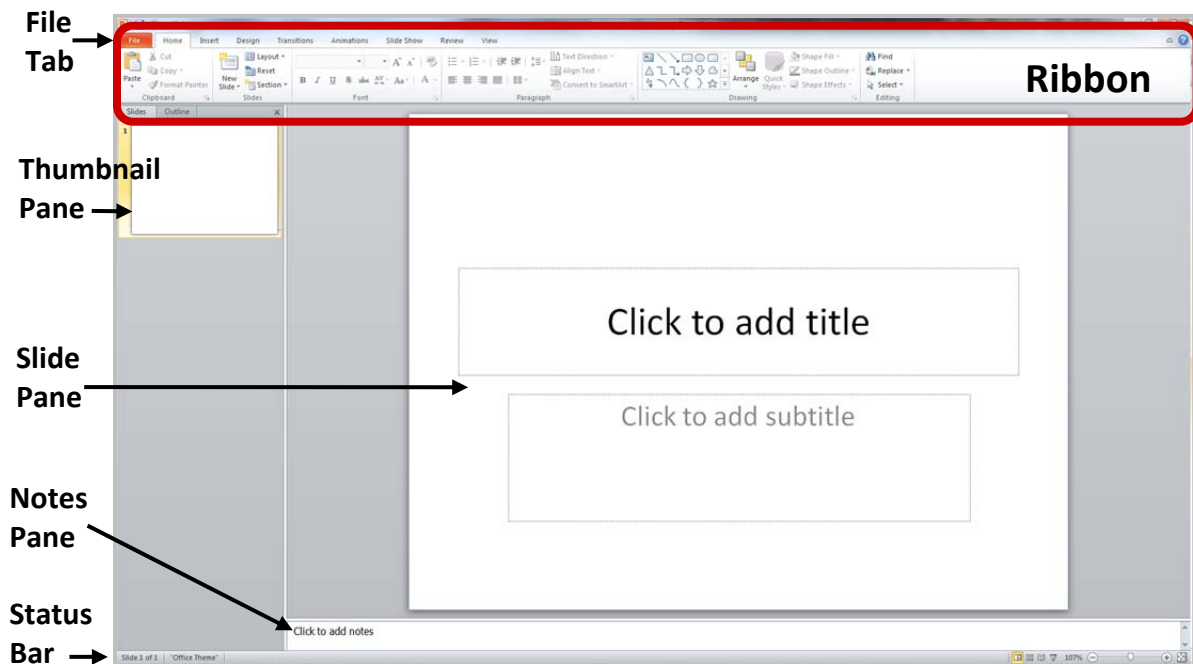 File
Tab
File Home Insert Design Transitions Animations Slide Show Review View
Cut
Copy
Format Painter
Paste
Clipboard
New
Slide
Layout
Reset
Section
Slides
B I U S abc AV Aa A
Font
Text Direction
Align Text
Convert to SmartArt
Paragraph
Arrange
Quick
Styles
Shape Fill
Shape Outline
Shape Effects
Drawing
Find
Replace
Select
Editing
Ribbon
Slides Outline
1
Thumbnail
Pane
Click to add title
Slide
Pane
Click to add subtitle
Notes
Pane
Click to add notes
Status
Bar
Slide 1 of 1 "Office Theme" 107%